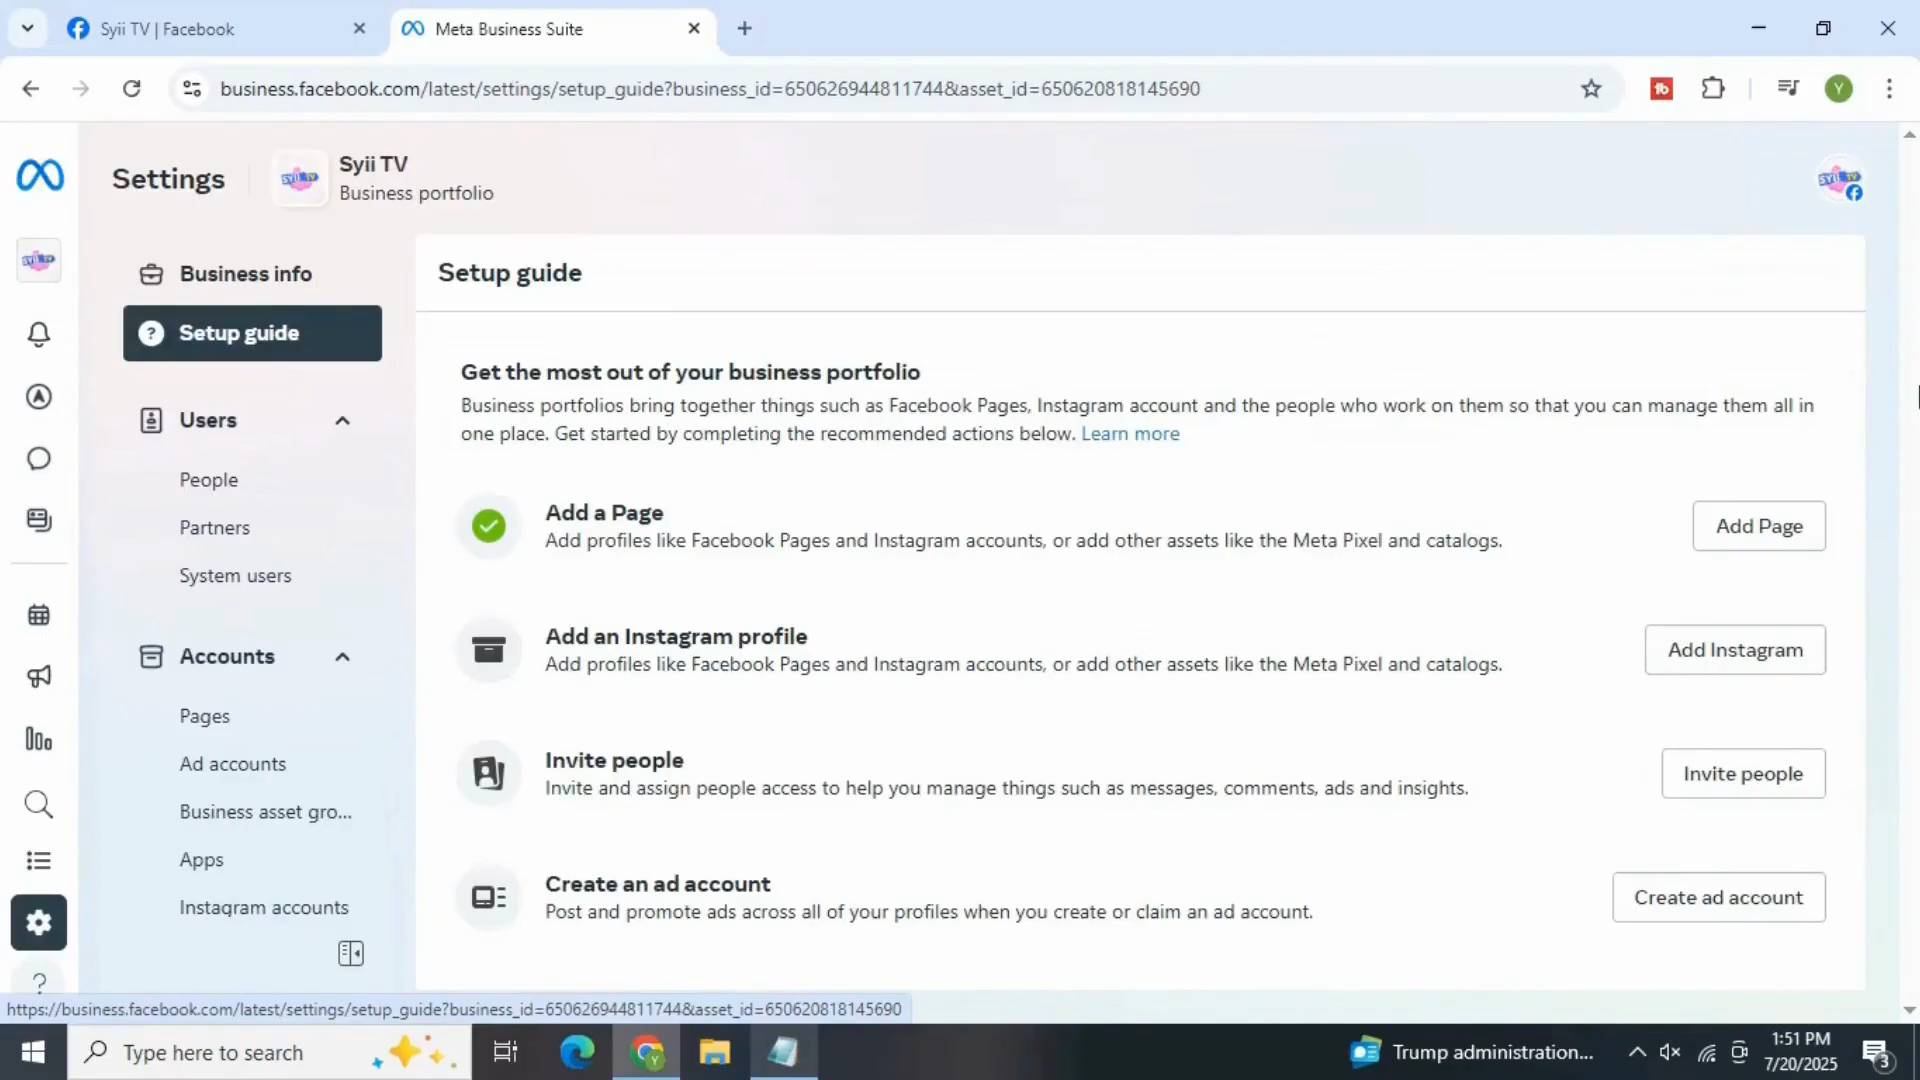 Syii TV | Facebook
Meta Business Suite
business.facebook.com/latest/settings/setup_guide?business_id=650626944811744&asset_id=650620818145690
Y
Settings
Syii TV
Business portfolio
Business info
Setup guide
Users
People
Partners
System users
Accounts
Pages
Ad accounts
Business asset gro...
Apps
Instagram accounts
Setup guide
Get the most out of your business portfolio
Business portfolios bring together things such as Facebook Pages, Instagram account and the people who work on them so that you can manage them all in
one place. Get started by completing the recommended actions below. Learn more
Add a Page
Add profiles like Facebook Pages and Instagram accounts, or add other assets like the Meta Pixel and catalogs.
Add Page
Add an Instagram profile
Add profiles like Facebook Pages and Instagram accounts, or add other assets like the Meta Pixel and catalogs.
Add Instagram
Invite people
Invite and assign people access to help you manage things such as messages, comments, ads and insights.
Invite people
Create an ad account
Post and promote ads across all of your profiles when you create or claim an ad account.
Create ad account
https://business.facebook.com/latest/settings/setup_guide?business_id=650626944811744&asset_id=650620818145690
Type here to search
Trump administration...
1:51 PM
7/20/2025
3